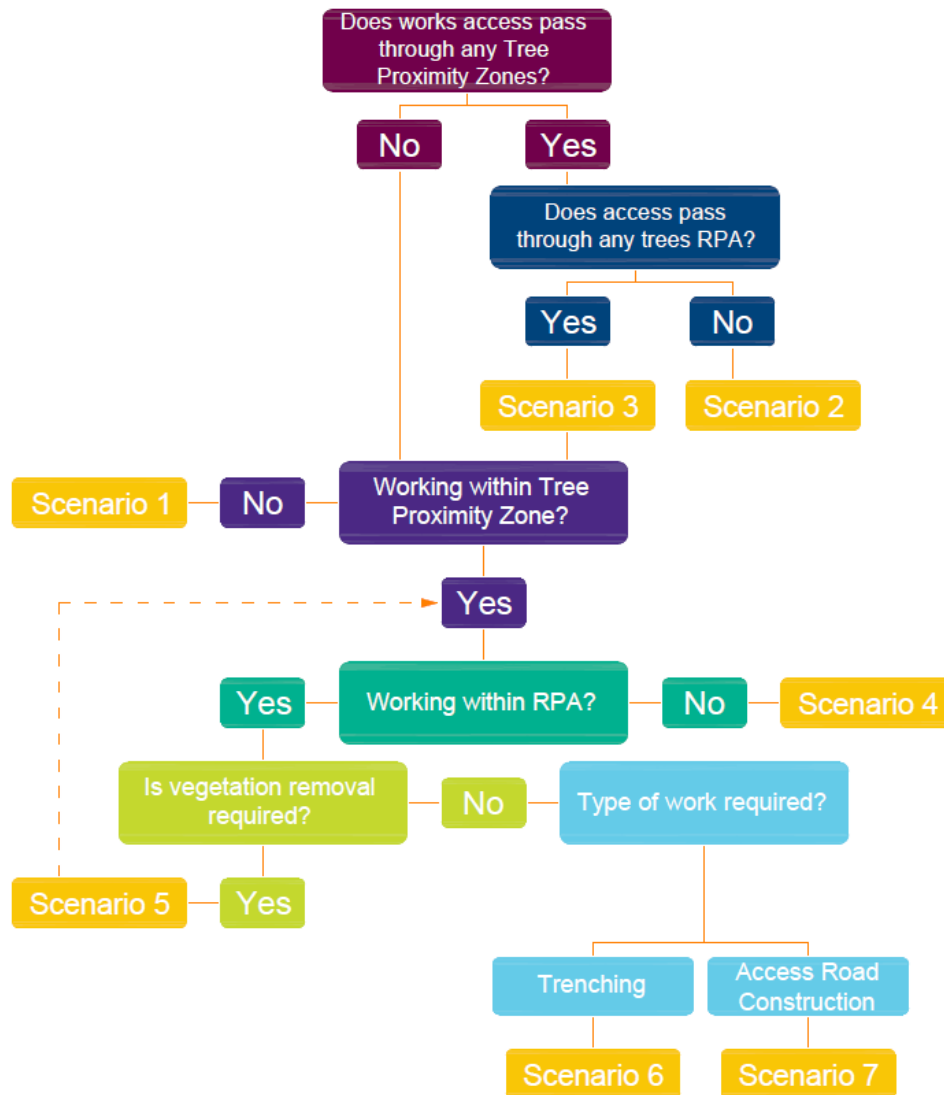 Does works access pass
through any Tree
Proximity Zones?
No
Yes
Does access pass
through any trees RPA?
Yes
No
Scenario 3
Scenario 2
Scenario 1
No
Working within Tree
Proximity Zone?
Yes
Yes
Working within RPA?
No
Scenario 4
Is vegetation removal
required?
No
Type of work required?
Scenario 5
Yes
Trenching
Access Road
Construction
Scenario 6
Scenario 7